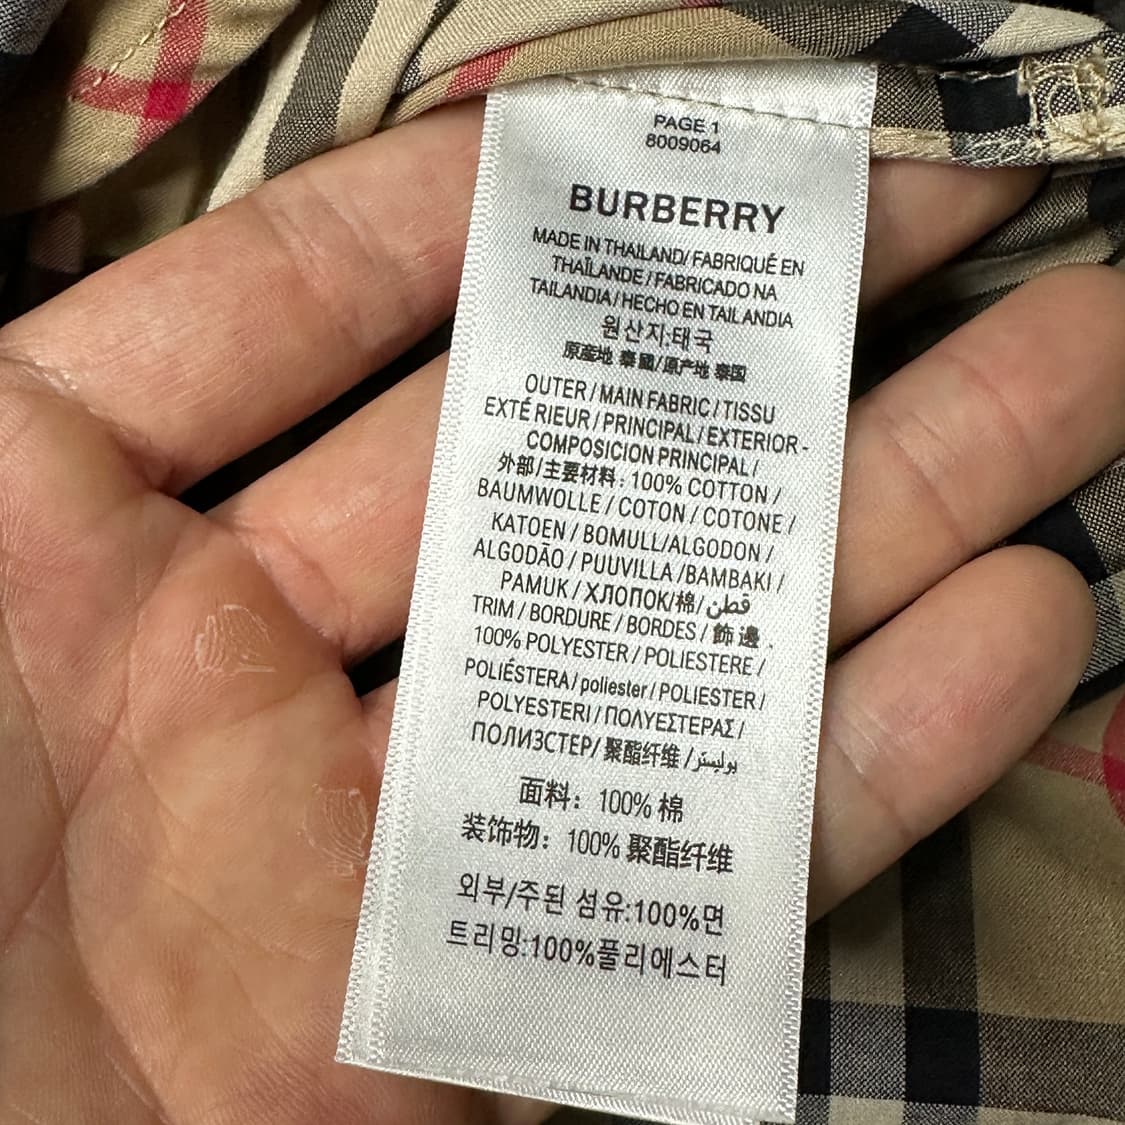 PAGE 1
8009064
BURBERRY
MADE IN THAILAND/ FABRIQUÉ EN
THAÏLANDE / FABRICADO NA
TAILANDIA / HECHO EN TAILANDIA
원산지:태국
原産地 泰國/原产地 泰国
OUTER / MAIN FABRIC / TISSU
EXTÉ RIEUR / PRINCIPAL / EXTERIOR -
COMPOSICION PRINCIPAL /
外部/主要材料: 100% COTTON /
BAUMWOLLE / COTON / COTONE /
KATOEN / BOMULL/ALGODON /
ALGODÃO / PUUVILLA /BAMBAKI /
PAMUK / ХЛОПОК/棉/ قطن
TRIM / BORDURE / BORDES / 飾 邊 .
100% POLYESTER / POLIESTERE /
POLIÉSTERA / poliester / POLIESTER /
POLYESTERI / ΠΟΛΥΕΣΤΕΡΑΣ /
ПОЛИЗСТЕР/ 聚酯纤维 / بوليستر
面料: 100% 棉
装饰物: 100% 聚酯纤维
외부/주된 섬유:100%면
트리밍:100%폴리에스터